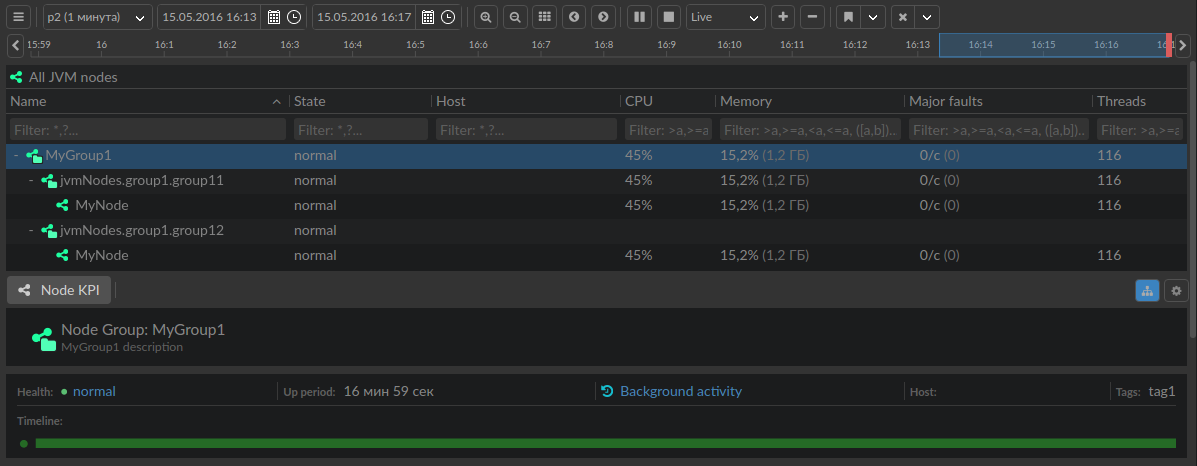 p2 (1 минута) 15.05.2016 16:13 15.05.2016 16:17 Live
15:59 16 16:1 16:2 16:3 16:4 16:5 16:6 16:7 16:8 16:9 16:10 16:11 16:12 16:13 16:14 16:15 16:16
All JVM nodes
Name State Host CPU Memory Major faults Threads
Filter: *,?... Filter: *,?... Filter: *,?... Filter: >a,>=a Filter: >a,>=a,<a,<=a, ([a,b]).. Filter: >a,>=a,<a,<=a, ([a,b]).. Filter: >a,>=a
- MyGroup1 normal 45% 15,2% (1,2 ГБ) 0/c (0) 116
- jvmNodes.group1.group11 normal 45% 15,2% (1,2 ГБ) 0/c (0) 116
MyNode normal 45% 15,2% (1,2 ГБ) 0/c (0) 116
- jvmNodes.group1.group12 normal
MyNode normal 45% 15,2% (1,2 ГБ) 0/c (0) 116
Node KPI
Node Group: MyGroup1
MyGroup1 description
Health: normal Up period: 16 мин 59 сек Background activity Host: Tags: tag1
Timeline: